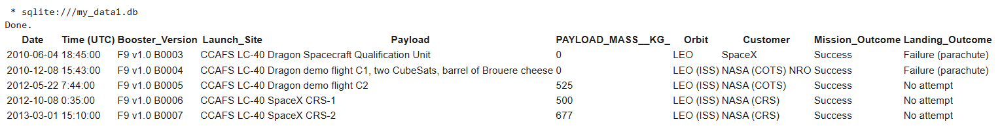 * sqlite:///my_data1.db
Done.
Date Time (UTC) Booster_Version Launch_Site Payload PAYLOAD_MASS__KG_ Orbit Customer Mission_Outcome Landing_Outcome
2010-06-04 18:45:00 F9 v1.0 B0003 CCAFS LC-40 Dragon Spacecraft Qualification Unit 0 LEO SpaceX Success Failure (parachute)
2010-12-08 15:43:00 F9 v1.0 B0004 CCAFS LC-40 Dragon demo flight C1, two CubeSats, barrel of Brouere cheese 0 LEO (ISS) NASA (COTS) NRO Success Failure (parachute)
2012-05-22 7:44:00 F9 v1.0 B0005 CCAFS LC-40 Dragon demo flight C2 525 LEO (ISS) NASA (COTS) Success No attempt
2012-10-08 0:35:00 F9 v1.0 B0006 CCAFS LC-40 SpaceX CRS-1 500 LEO (ISS) NASA (CRS) Success No attempt
2013-03-01 15:10:00 F9 v1.0 B0007 CCAFS LC-40 SpaceX CRS-2 677 LEO (ISS) NASA (CRS) Success No attempt